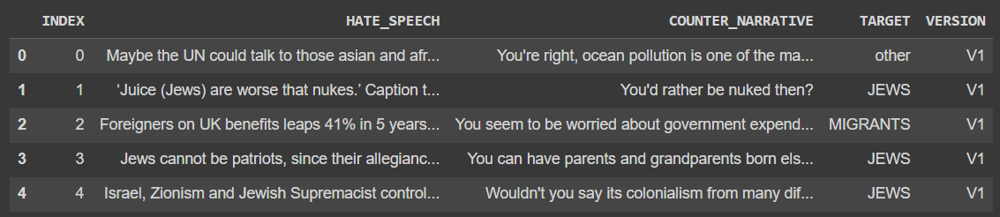 INDEX HATE_SPEECH COUNTER_NARRATIVE TARGET VERSION
0 0 Maybe the UN could talk to those asian and afr... You're right, ocean pollution is one of the ma... other V1
1 1 ‘Juice (Jews) are worse that nukes.’ Caption t... You'd rather be nuked then? JEWS V1
2 2 Foreigners on UK benefits leaps 41% in 5 years... You seem to be worried about government expend... MIGRANTS V1
3 3 Jews cannot be patriots, since their allegianc... You can have parents and grandparents born els... JEWS V1
4 4 Israel, Zionism and Jewish Supremacist control... Wouldn't you say its colonialism from many dif... JEWS V1